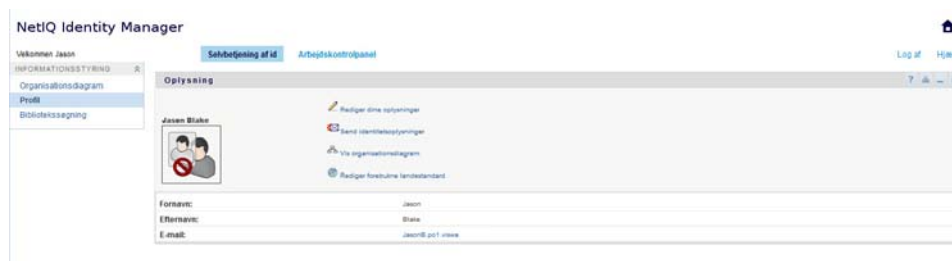 NetIQ Identity Manager
Velkommen Jason
Selvbetjening af id
Arbejdskontrolpanel
Log af
Hjæ
INFORMATIONSSTYRING
Organisationsdiagram
Profil
Bibliotekssøgning
Oplysning
?
Jason Blake
Rediger dine oplysninger
Send identitetsoplysninger
Vis organisationsdiagram
Rediger foretrukne landestandard
Fornavn: Jason
Efternavn: Blake
E-mail: